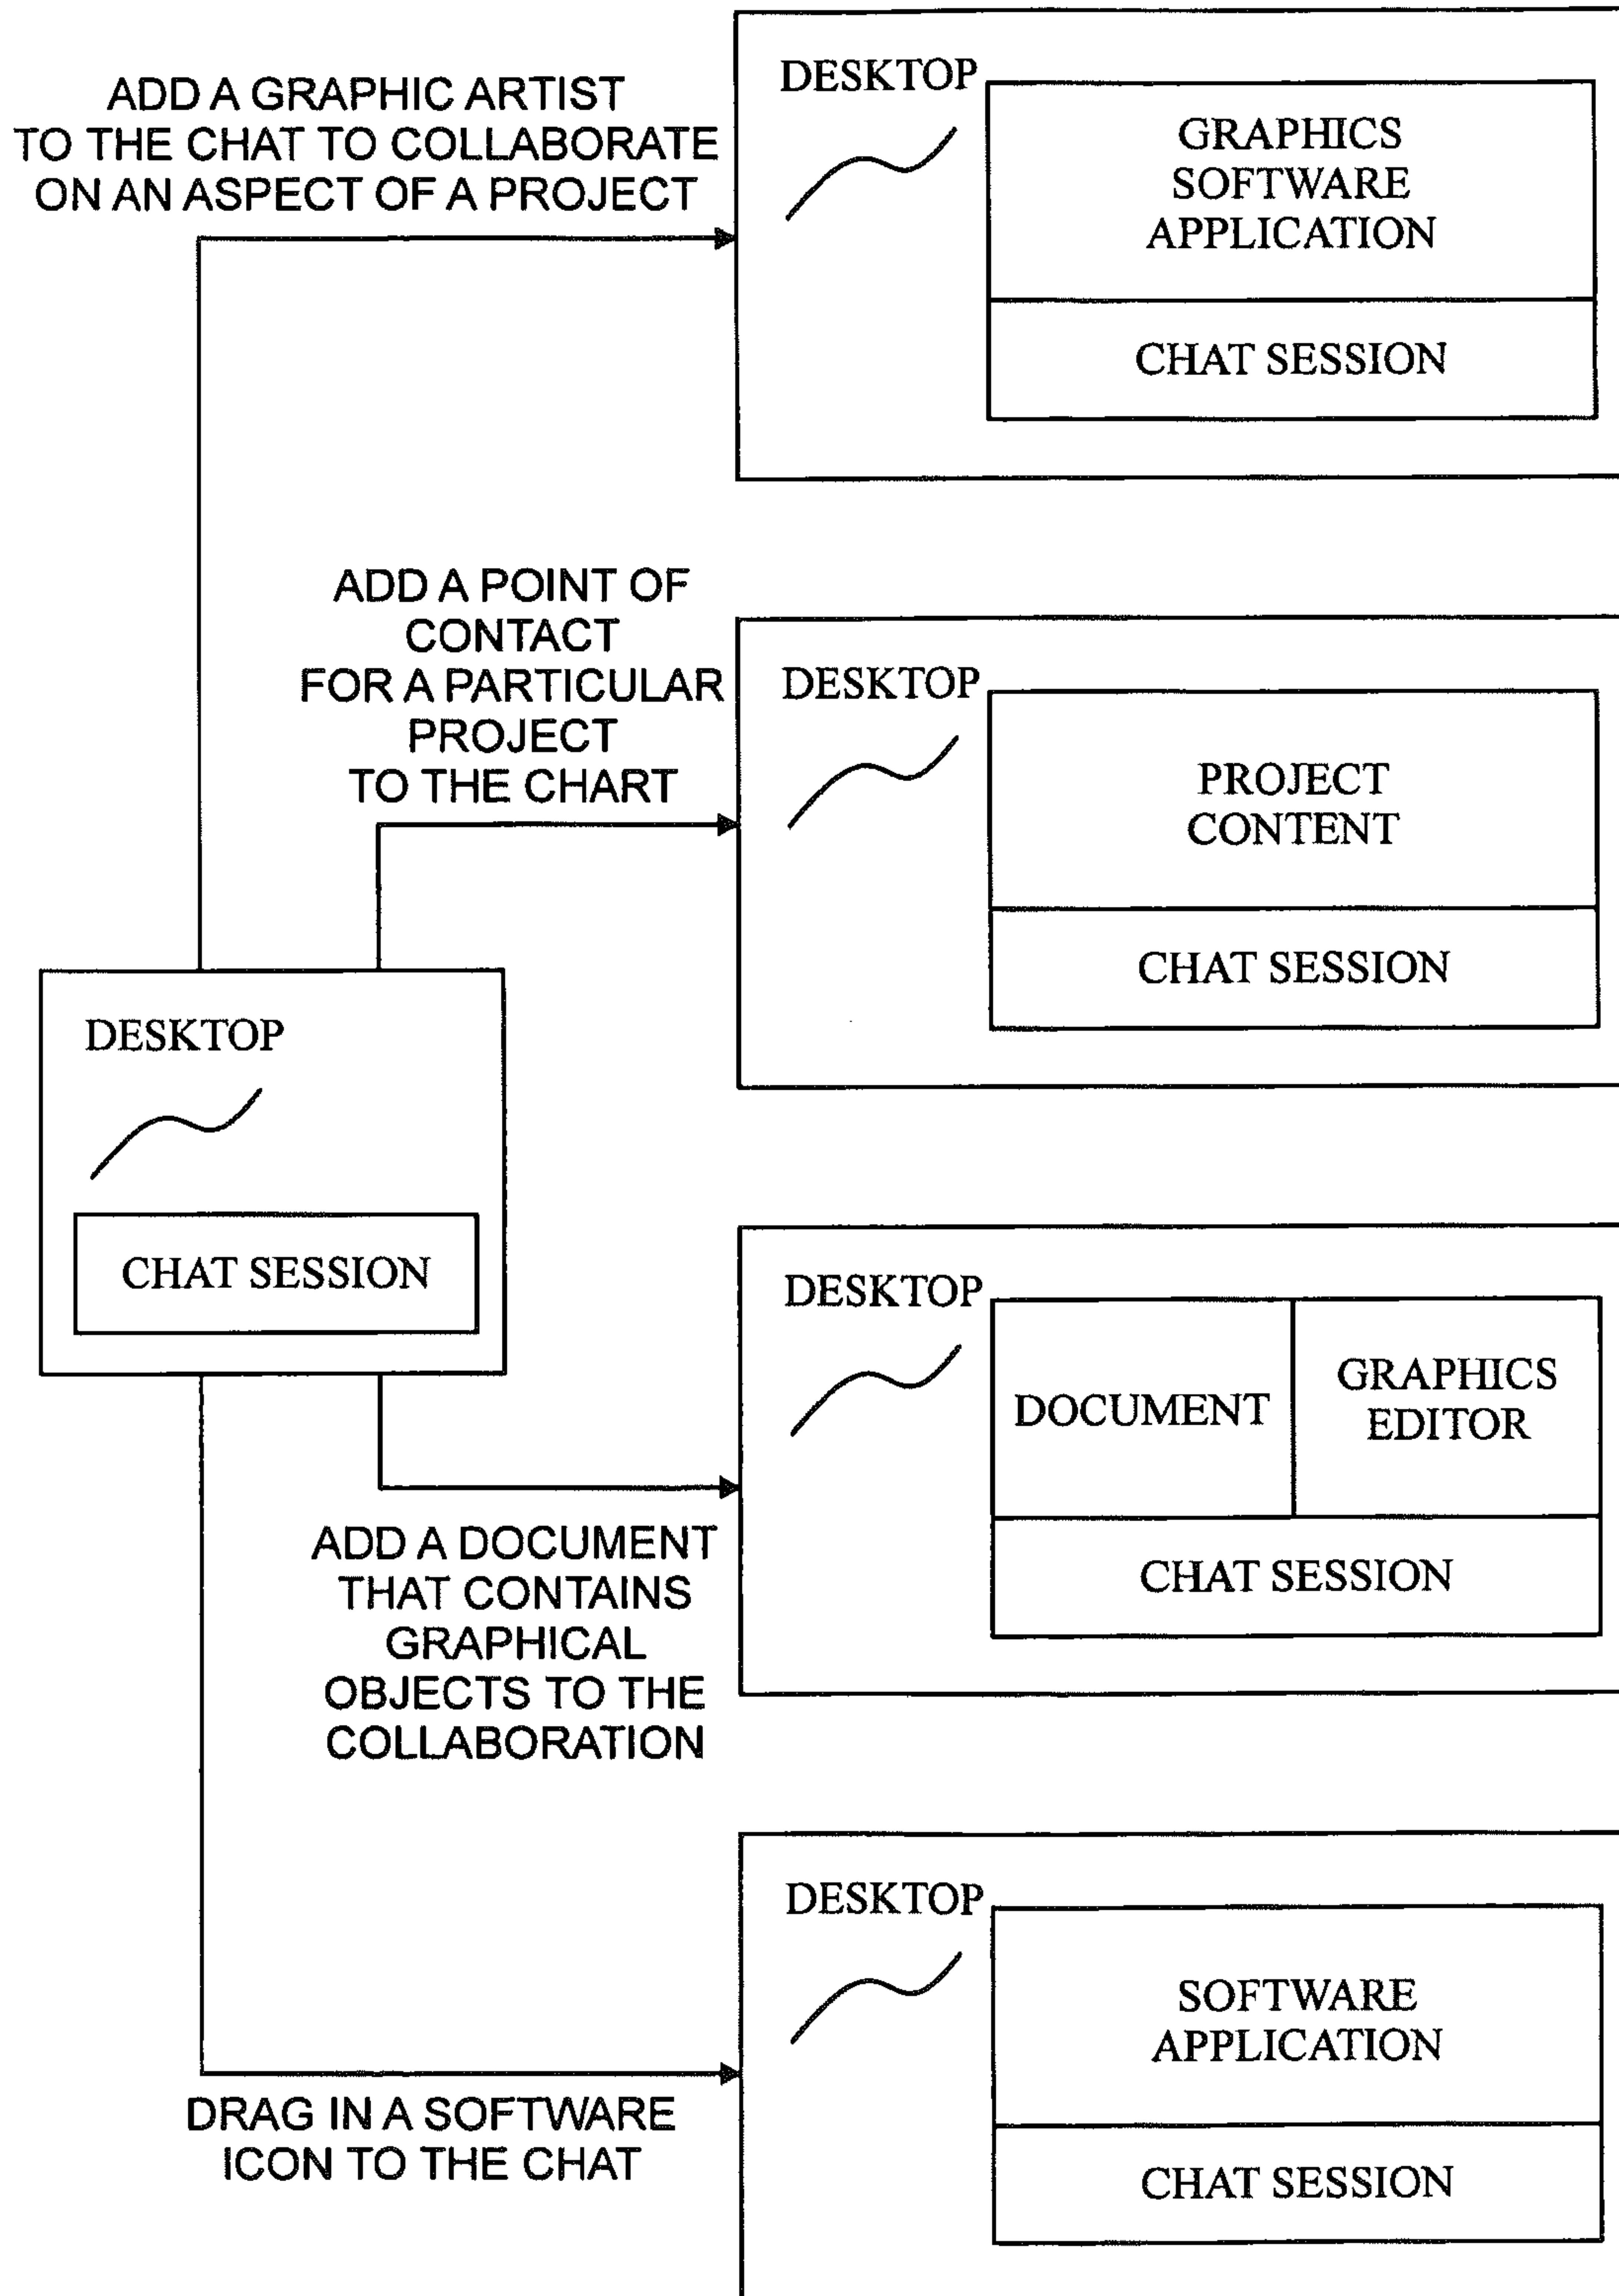 ADD A GRAPHIC ARTIST
TO THE CHAT TO COLLABORATE
ON AN ASPECT OF A PROJECT
DESKTOP
GRAPHICS
SOFTWARE
APPLICATION
CHAT SESSION
ADD A POINT OF
CONTACT
FOR A PARTICULAR
PROJECT
TO THE CHART
DESKTOP
PROJECT
CONTENT
CHAT SESSION
DESKTOP
CHAT SESSION
DESKTOP
DOCUMENT
GRAPHICS
EDITOR
CHAT SESSION
ADD A DOCUMENT
THAT CONTAINS
GRAPHICAL
OBJECTS TO THE
COLLABORATION
DESKTOP
SOFTWARE
APPLICATION
CHAT SESSION
DRAG IN A SOFTWARE
ICON TO THE CHAT